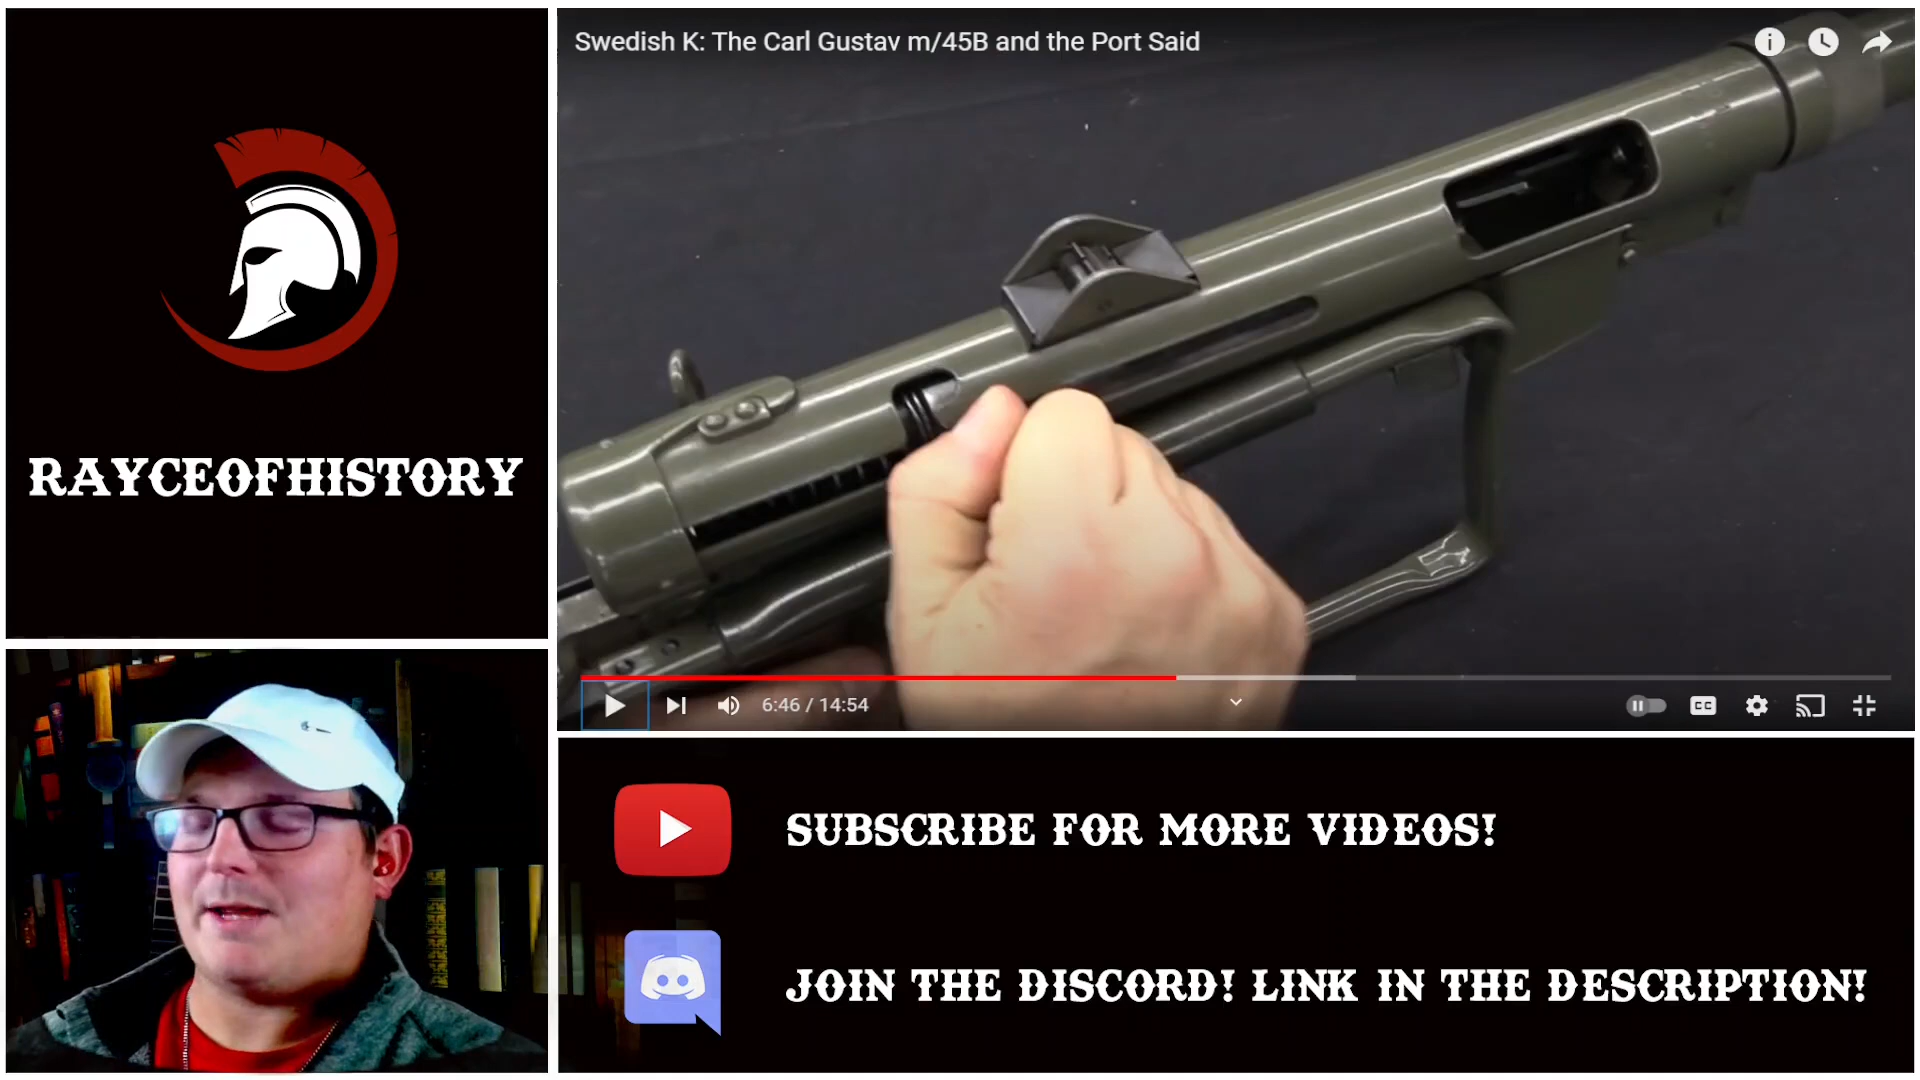 Swedish K: The Carl Gustav m/45B and the Port Said
RAYCEOFHISTORY
6:46 / 14:54
CC
SUBSCRIBE FOR MORE VIDEOS!
JOIN THE DISCORD! LINK IN THE DESCRIPTION!